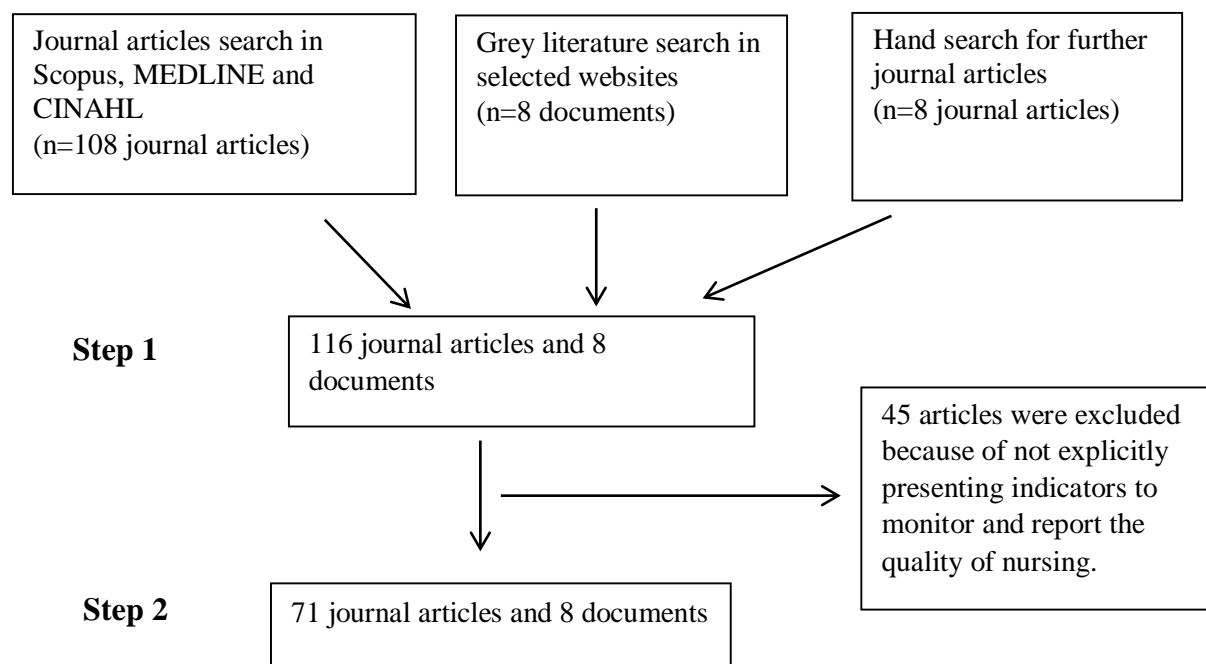 Journal articles search in
Scopus, MEDLINE and
CINAHL
(n=108 journal articles)
Grey literature search in
selected websites
(n=8 documents)
Hand search for further
journal articles
(n=8 journal articles)
Step 1
116 journal articles and 8
documents
45 articles were excluded
because of not explicitly
presenting indicators to
monitor and report the
quality of nursing.
Step 2
71 journal articles and 8 documents